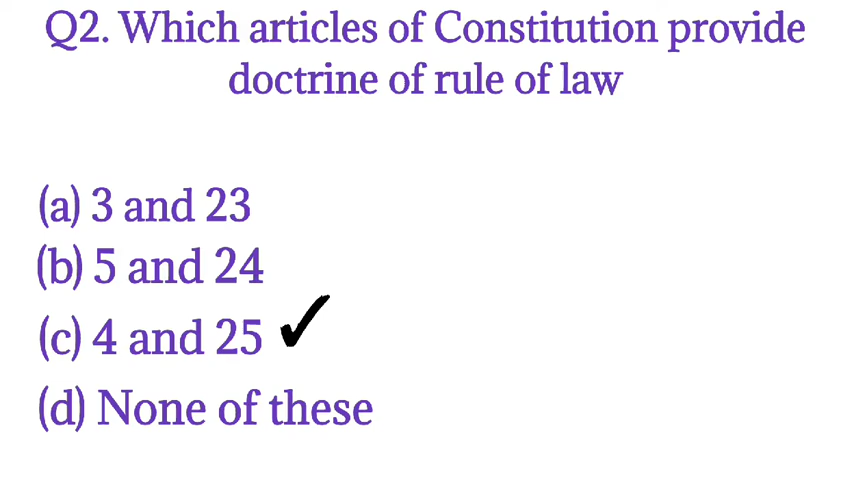 Q2. Which articles of Constitution provide
doctrine of rule of law
(a) 3 and 23
(b) 5 and 24
(c) 4 and 25
(d) None of these